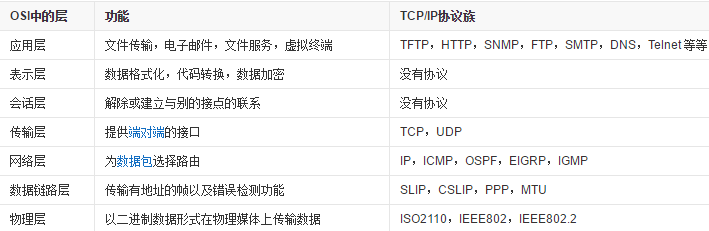 OSI中的层 功能 TCP/IP协议族
应用层 文件传输，电子邮件，文件服务，虚拟终端 TFTP，HTTP，SNMP，FTP，SMTP，DNS，Telnet 等等
表示层 数据格式化，代码转换，数据加密 没有协议
会话层 解除或建立与别的接点的联系 没有协议
传输层 提供端对端的接口 TCP，UDP
网络层 为数据包选择路由 IP，ICMP，OSPF，EIGRP，IGMP
数据链路层 传输有地址的帧以及错误检测功能 SLIP，CSLIP，PPP，MTU
物理层 以二进制数据形式在物理媒体上传输数据 ISO2110，IEEE802，IEEE802.2